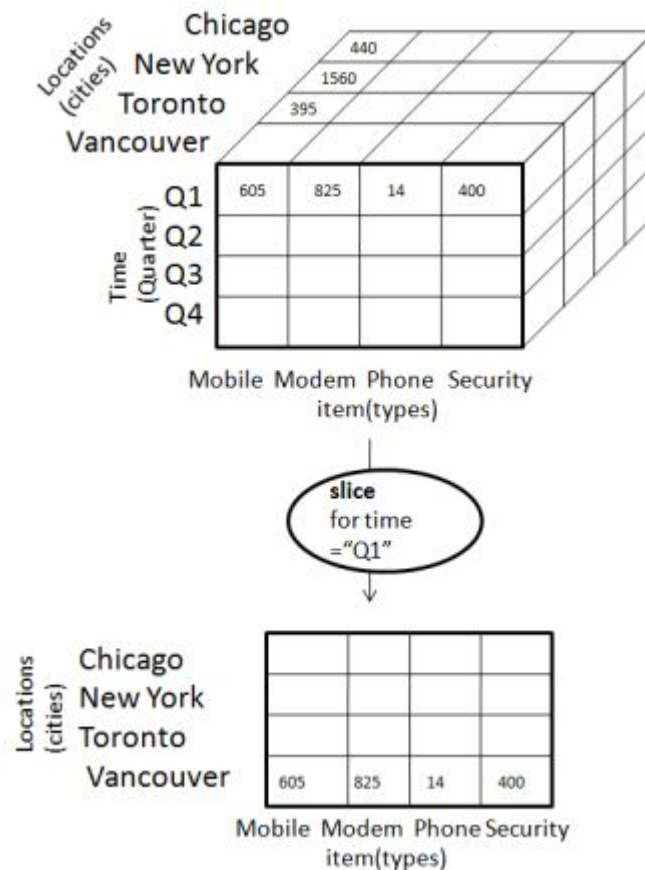 Chicago
440
Locations
(cities)
New York
1560
Toronto
395
Vancouver
Time
(Quarter)
Q1 605 825 14 400
Q2
Q3
Q4
Mobile Modem Phone Security
item(types)
slice
for time
="Q1"
Locations
(cities)
Chicago
New York
Toronto
Vancouver 605 825 14 400
Mobile Modem Phone Security
item(types)